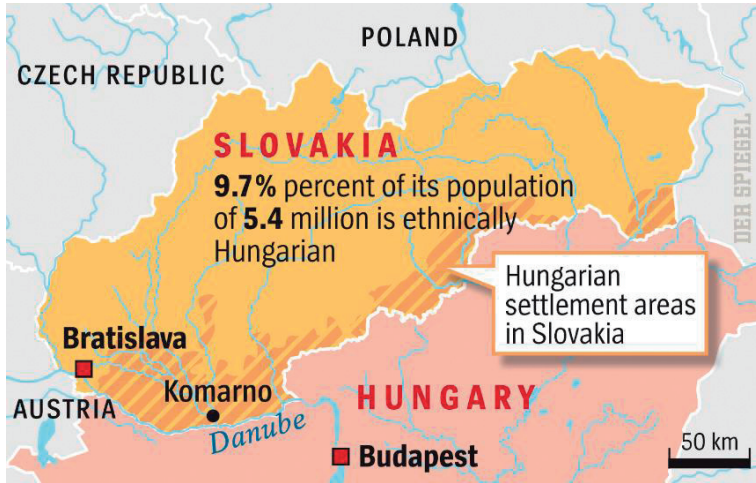 POLAND
CZECH REPUBLIC
SLOVAKIA
9.7% percent of its population
of 5.4 million is ethnically
Hungarian
DER SPIEGEL
Hungarian
settlement areas
in Slovakia
Bratislava
Komarno
AUSTRIA
Danube
HUNGARY
Budapest
50 km